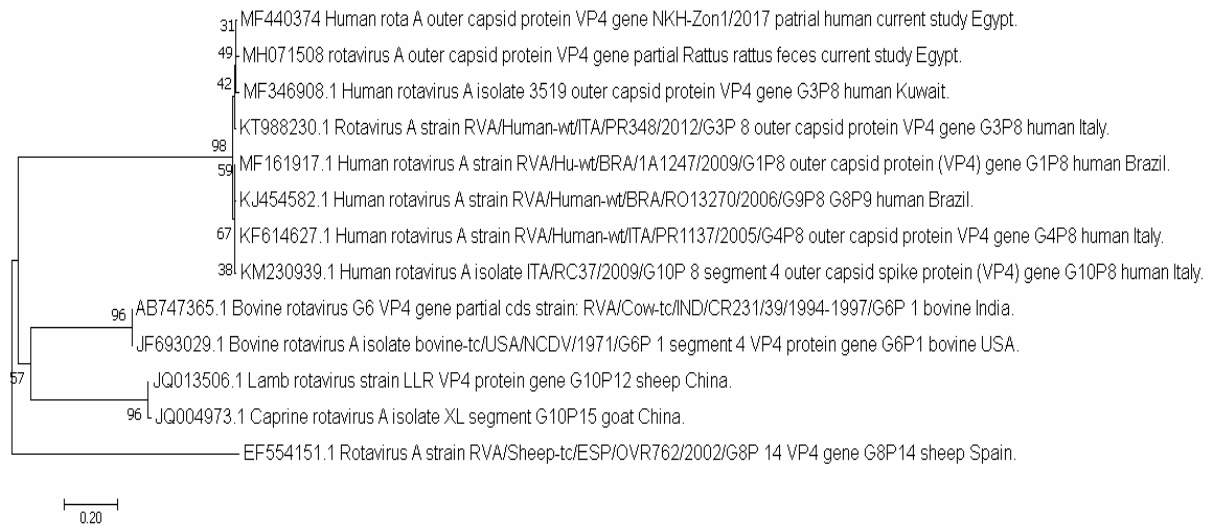 MF440374 Human rota A outer capsid protein VP4 gene NKH-Zon1/2017 patrial human current study Egypt.
31
MH071508 rotavirus A outer capsid protein VP4 gene partial Rattus rattus feces current study Egypt.
49
MF346908.1 Human rotavirus A isolate 3519 outer capsid protein VP4 gene G3P8 human Kuwait.
42
KT988230.1 Rotavirus A strain RVA/Human-wt/ITA/PR348/2012/G3P 8 outer capsid protein VP4 gene G3P8 human Italy.
98
MF161917.1 Human rotavirus A strain RVA/Hu-wt/BRA/1A1247/2009/G1P8 outer capsid protein (VP4) gene G1P8 human Brazil.
59
KJ454582.1 Human rotavirus A strain RVA/Human-wt/BRA/RO13270/2006/G9P8 G8P9 human Brazil.
67
KF614627.1 Human rotavirus A strain RVA/Human-wt/ITA/PR1137/2005/G4P8 outer capsid protein VP4 gene G4P8 human Italy.
38
KM230939.1 Human rotavirus A isolate ITA/RC37/2009/G10P 8 segment 4 outer capsid spike protein (VP4) gene G10P8 human Italy.
96
AB747365.1 Bovine rotavirus G6 VP4 gene partial cds strain: RVA/Cow-tc/IND/CR231/39/1994-1997/G6P 1 bovine India.
JF693029.1 Bovine rotavirus A isolate bovine-tc/USA/NCDV/1971/G6P 1 segment 4 VP4 protein gene G6P1 bovine USA.
57
JQ013506.1 Lamb rotavirus strain LLR VP4 protein gene G10P12 sheep China.
96
JQ004973.1 Caprine rotavirus A isolate XL segment G10P15 goat China.
EF554151.1 Rotavirus A strain RVA/Sheep-tc/ESP/OVR762/2002/G8P 14 VP4 gene G8P14 sheep Spain.
0.20